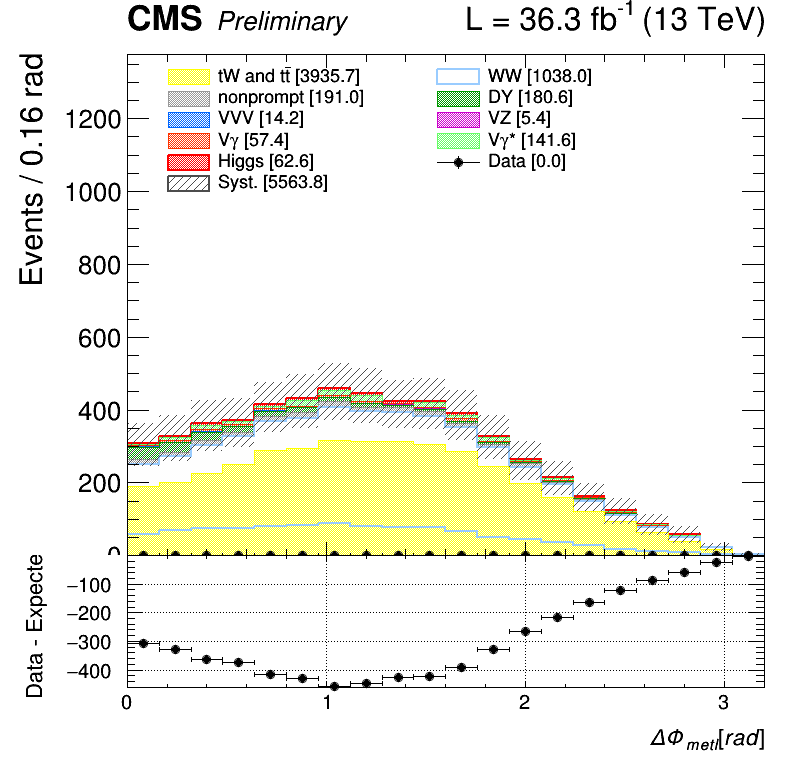 CMS Preliminary L = 36.3 fb⁻¹ (13 TeV)
Events / 0.16 rad
tW and tt̄ [3935.7]
nonprompt [191.0]
VVV [14.2]
Vγ [57.4]
Higgs [62.6]
Syst. [5563.8]
WW [1038.0]
DY [180.6]
VZ [5.4]
Vγ* [141.6]
Data [0.0]
1200
1000
800
600
400
200
0
Data - Expecte
−100
−200
−300
−400
0 1 2 3
ΔΦ metl[rad]